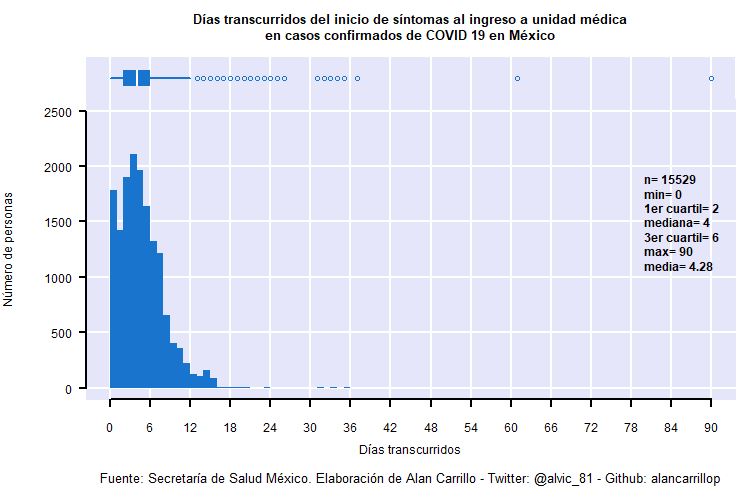 Días transcurridos del inicio de síntomas al ingreso a unidad médica
en casos confirmados de COVID 19 en México
2500
2000
1500
1000
500
0
Número de personas
n= 15529
min= 0
1er cuartil= 2
mediana= 4
3er cuartil= 6
max= 90
media= 4.28
0 6 12 18 24 30 36 42 48 54 60 66 72 78 84 90
Días transcurridos
Fuente: Secretaría de Salud México. Elaboración de Alan Carrillo - Twitter: @alvic_81 - Github: alancarrillop